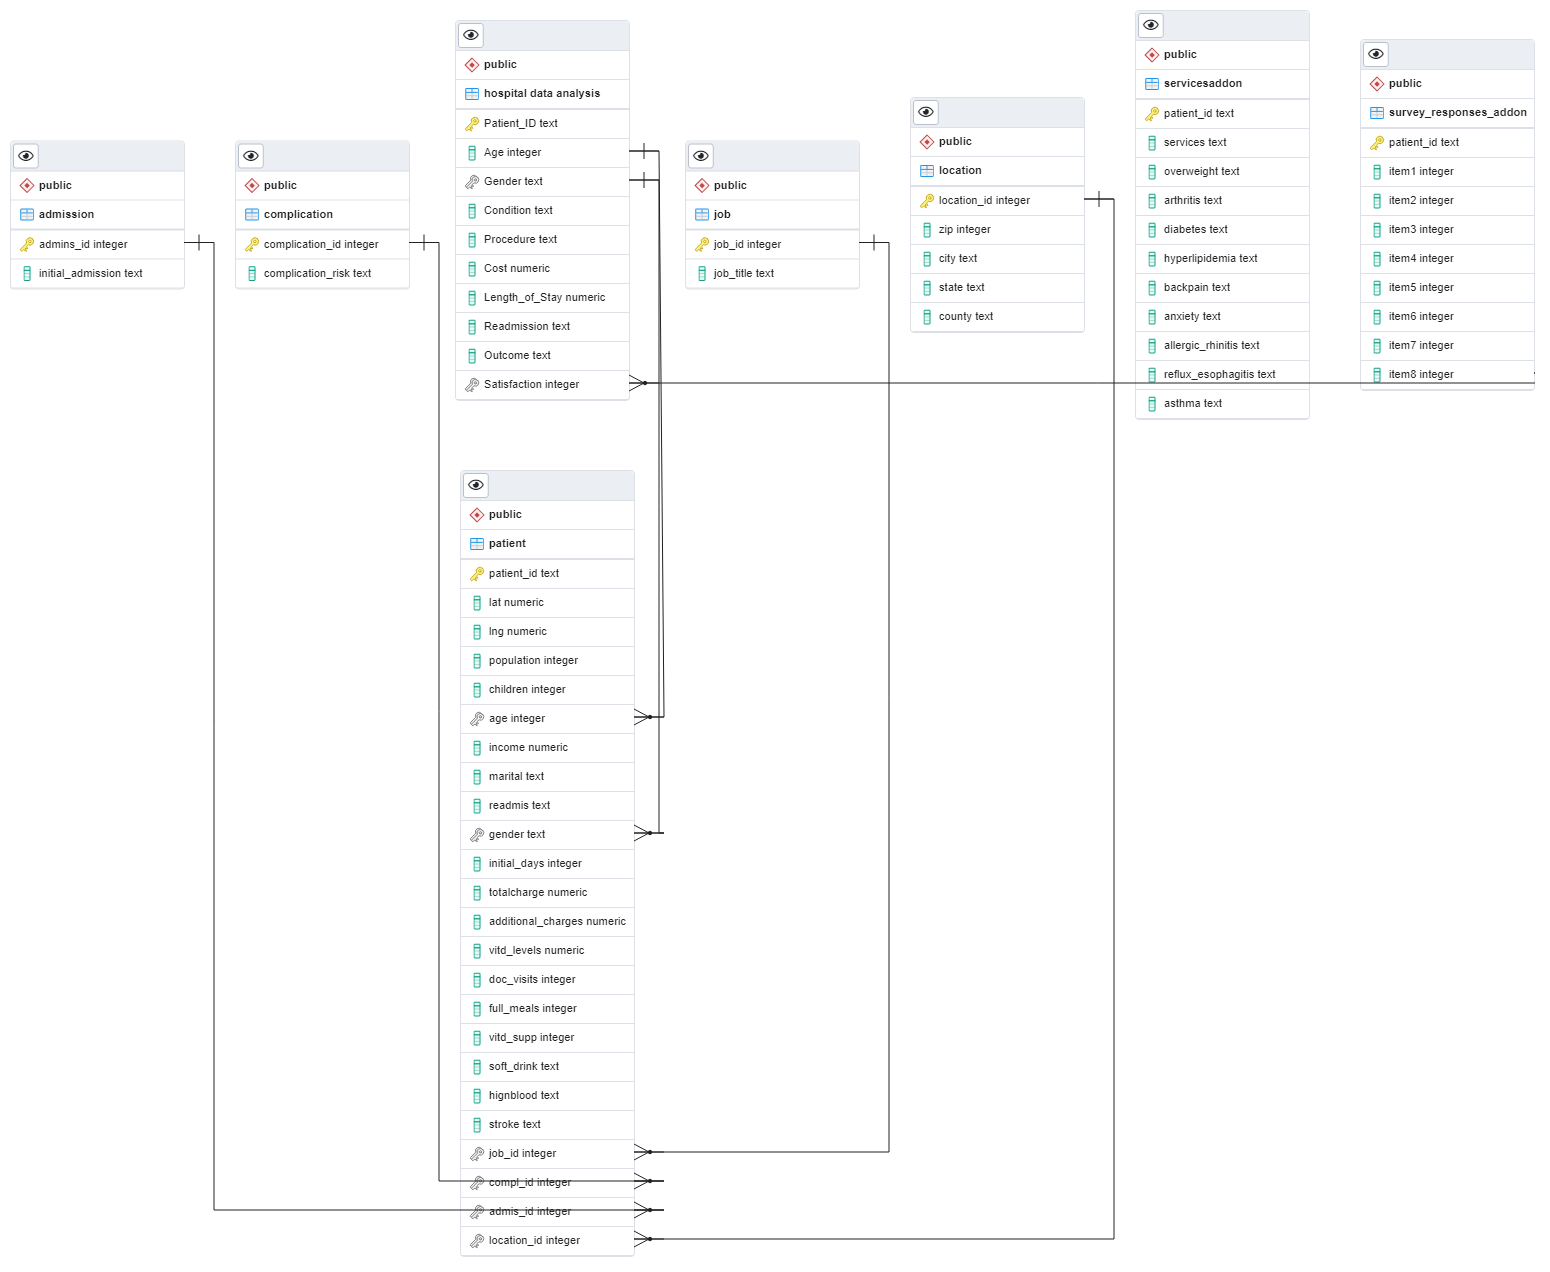 public
admission
admins_id integer
initial_admission text
public
complication
complication_id integer
complication_risk text
public
hospital data analysis
Patient_ID text
Age integer
Gender text
Condition text
Procedure text
Cost numeric
Length_of_Stay numeric
Readmission text
Outcome text
Satisfaction integer
public
job
job_id integer
job_title text
public
location
location_id integer
zip integer
city text
state text
county text
public
servicesaddon
patient_id text
services text
overweight text
arthritis text
diabetes text
hyperlipidemia text
backpain text
anxiety text
allergic_rhinitis text
reflux_esophagitis text
asthma text
public
survey_responses_addon
patient_id text
item1 integer
item2 integer
item3 integer
item4 integer
item5 integer
item6 integer
item7 integer
item8 integer
public
patient
patient_id text
lat numeric
lng numeric
population integer
children integer
age integer
income numeric
marital text
readmis text
gender text
initial_days integer
totalcharge numeric
additional_charges numeric
vitd_levels numeric
doc_visits integer
full_meals integer
vitd_supp integer
soft_drink text
hignblood text
stroke text
job_id integer
compl_id integer
admis_id integer
location_id integer